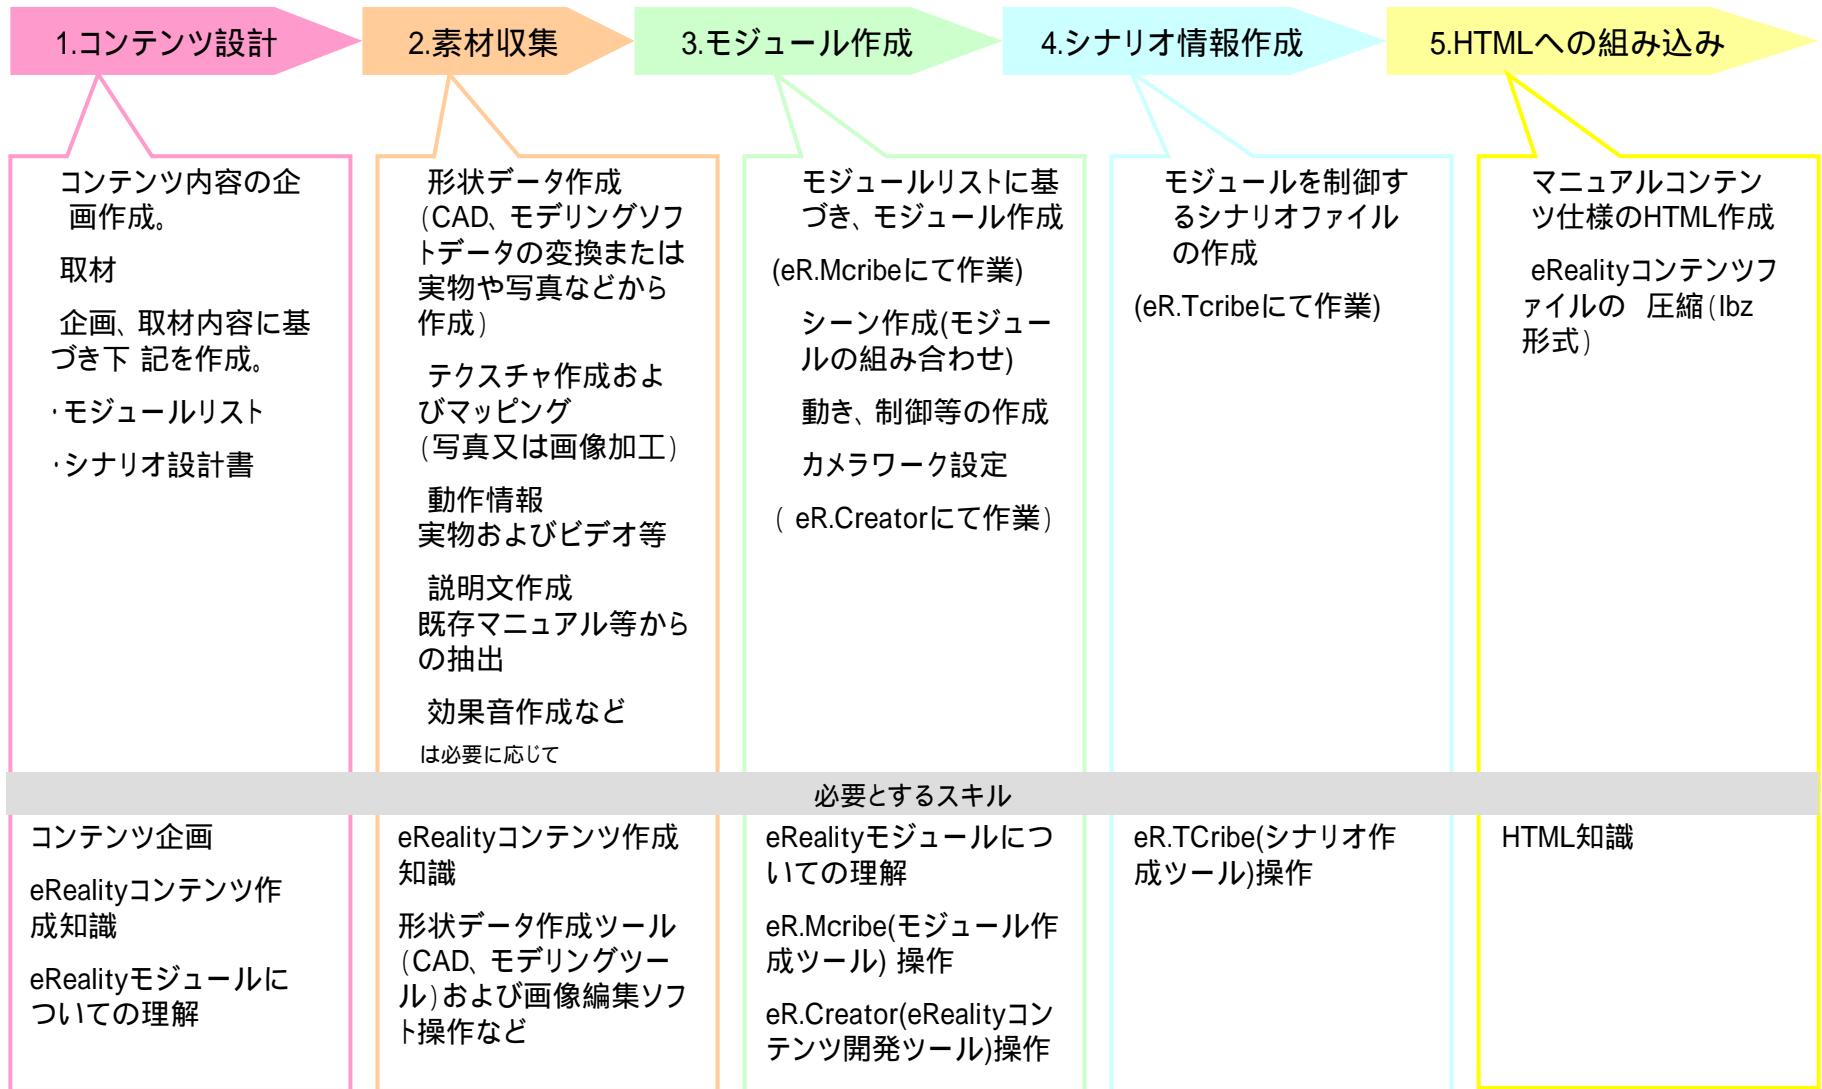 1.コンテンツ設計
2.素材収集
3.モジュール作成
4.シナリオ情報作成
5.HTMLへの組み込み
コンテンツ内容の企
画作成。
取材
企画、取材内容に基
づき下 記を作成。
・モジュールリスト
・シナリオ設計書
形状データ作成
(CAD、モデリングソフ
トデータの変換または
実物や写真などから
作成)
テクスチャ作成およ
びマッピング
(写真又は画像加工)
動作情報
実物およびビデオ等
説明文作成
既存マニュアル等から
の抽出
効果音作成など
は必要に応じて
モジュールリストに基
づき、モジュール作成
(eR.Mcribeにて作業)
シーン作成(モジュー
ルの組み合わせ)
動き、制御等の作成
カメラワーク設定
( eR.Creatorにて作業)
モジュールを制御す
るシナリオファイル
の作成
(eR.Tcribeにて作業)
マニュアルコンテン
ツ仕様のHTML作成
eRealityコンテンツフ
ァイルの 圧縮(lbz
形式)
必要とするスキル
コンテンツ企画
eRealityコンテンツ作
成知識
eRealityモジュールに
ついての理解
eRealityコンテンツ作成
知識
形状データ作成ツール
(CAD、モデリングツー
ル)および画像編集ソフ
ト操作など
eRealityモジュールにつ
いての理解
eR.Mcribe(モジュール作
成ツール) 操作
eR.Creator(eRealityコン
テンツ開発ツール)操作
eR.TCribe(シナリオ作
成ツール)操作
HTML知識